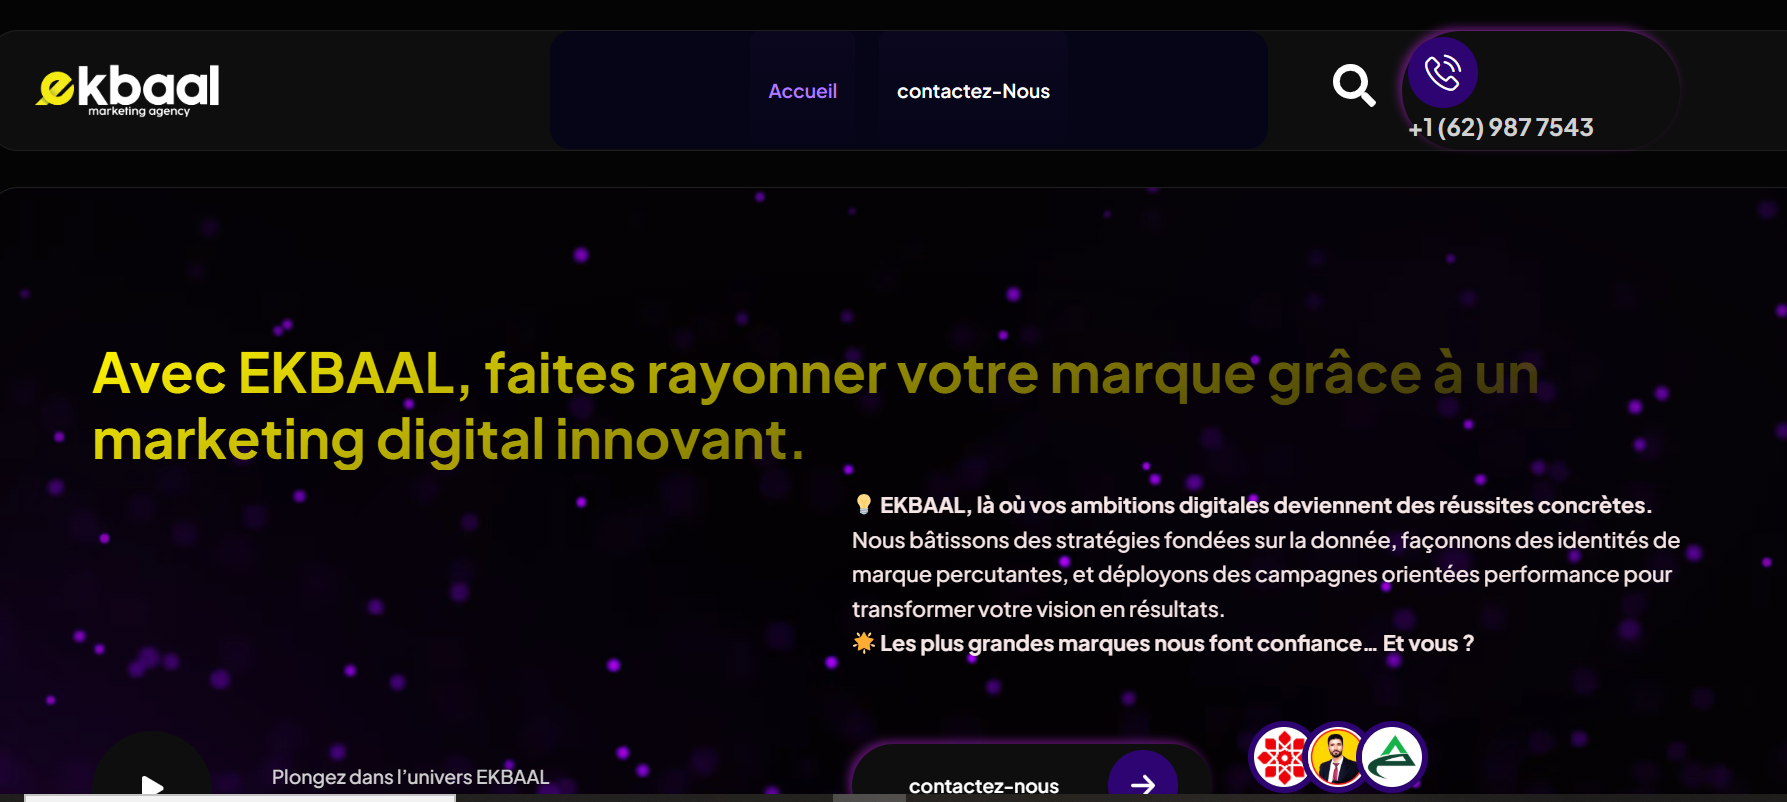 ekbaal
marketing agency
Accueil
contactez-Nous
+1 (62) 987 7543
Avec EKBAAL, faites rayonner votre marque grâce à un
marketing digital innovant.
💡 EKBAAL, là où vos ambitions digitales deviennent des réussites concrètes.
Nous bâtissons des stratégies fondées sur la donnée, façonnons des identités de
marque percutantes, et déployons des campagnes orientées performance pour
transformer votre vision en résultats.
🌟 Les plus grandes marques nous font confiance… Et vous ?
Plongez dans l’univers EKBAAL
contactez-nous